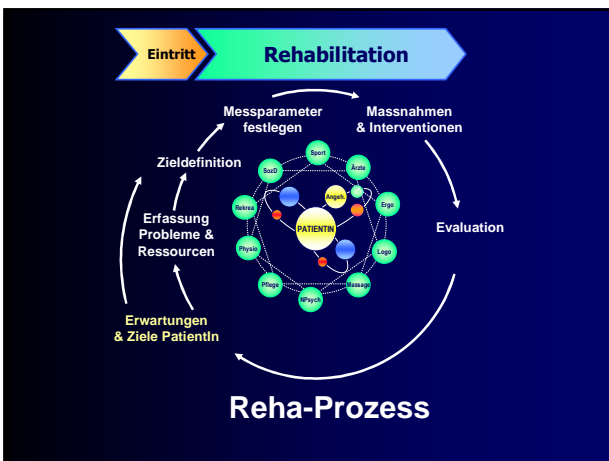 Eintritt
Rehabilitation
Messparameter
festlegen
Massnahmen
& Interventionen
Zieldefinition
Erfassung
Probleme &
Ressourcen
Evaluation
Erwartungen
& Ziele PatientIn
Sport
Ärzte
Ergo
Logo
Massage
NPsych
Pflege
Physio
Rekrea
SozD
Angeh.
PATIENTIN
Reha-Prozess